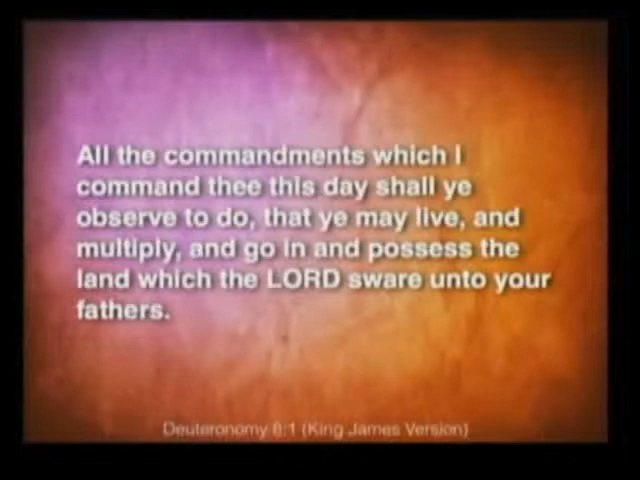 All the commandments which I
command thee this day shall ye
observe to do, that ye may live, and
multiply, and go in and possess the
land which the LORD sware unto your
fathers.
Deuteronomy 8:1 (King James Version)